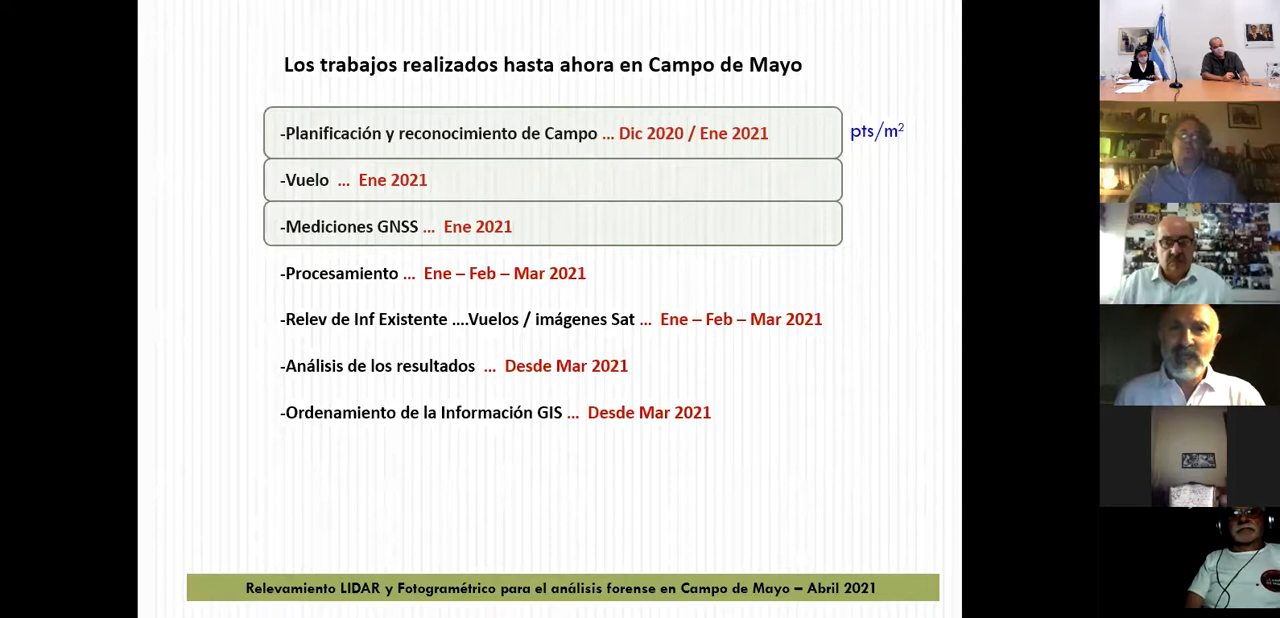 Los trabajos realizados hasta ahora en Campo de Mayo
-Planificación y reconocimiento de Campo ... Dic 2020 / Ene 2021
pts/m²
-Vuelo ... Ene 2021
-Mediciones GNSS ... Ene 2021
-Procesamiento ... Ene – Feb – Mar 2021
-Relev de Inf Existente ....Vuelos / imágenes Sat ... Ene – Feb – Mar 2021
-Análisis de los resultados ... Desde Mar 2021
-Ordenamiento de la Información GIS ... Desde Mar 2021
Relevamiento LIDAR y Fotogramétrico para el análisis forense en Campo de Mayo – Abril 2021